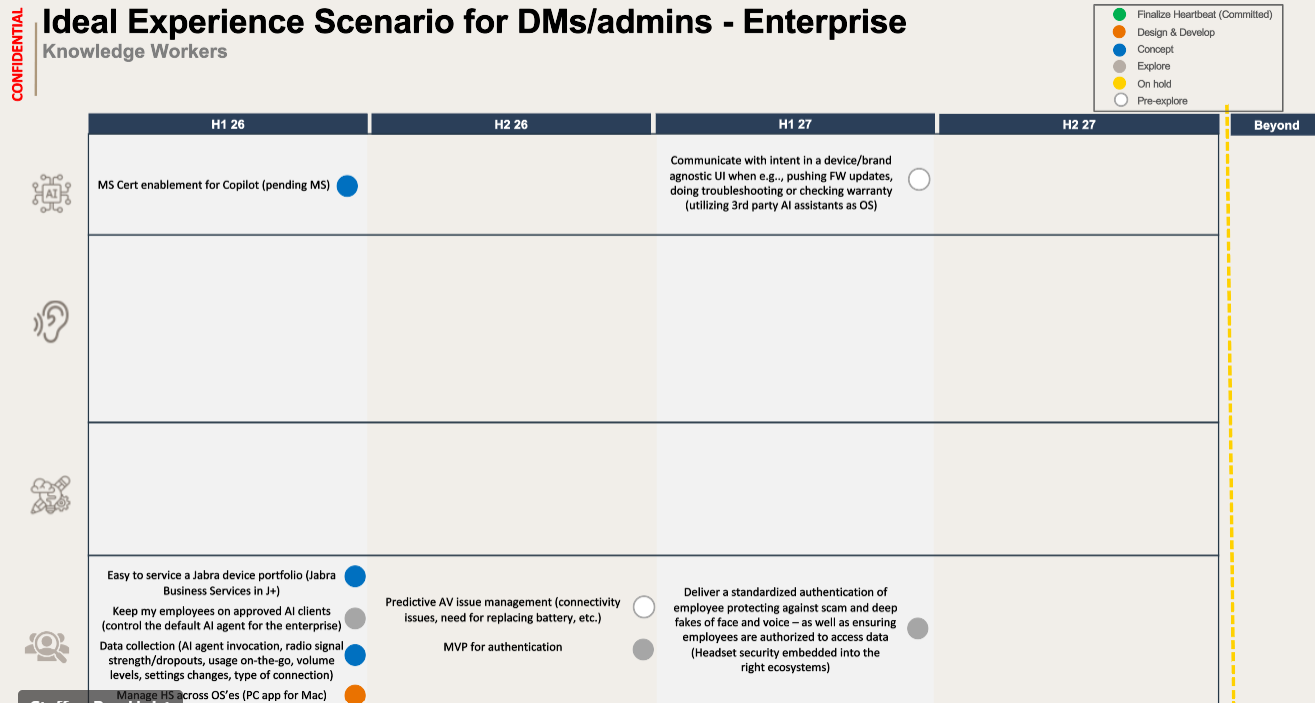 CONFIDENTIAL
Ideal Experience Scenario for DMs/admins - Enterprise
Knowledge Workers
Finalize Heartbeat (Committed)
Design & Develop
Concept
Explore
On hold
Pre-explore
H1 26
H2 26
H1 27
H2 27
Beyond
AI
MS Cert enablement for Copilot (pending MS)
Communicate with intent in a device/brand
agnostic UI when e.g.., pushing FW updates,
doing troubleshooting or checking warranty
(utilizing 3rd party AI assistants as OS)
Easy to service a Jabra device portfolio (Jabra
Business Services in J+)
Keep my employees on approved AI clients
(control the default AI agent for the enterprise)
Data collection (AI agent invocation, radio signal
strength/dropouts, usage on-the-go, volume
levels, settings changes, type of connection)
Manage HS across OS'es (PC app for Mac)
Predictive AV issue management (connectivity
issues, need for replacing battery, etc.)
MVP for authentication
Deliver a standardized authentication of
employee protecting against scam and deep
fakes of face and voice – as well as ensuring
employees are authorized to access data
(Headset security embedded into the
right ecosystems)